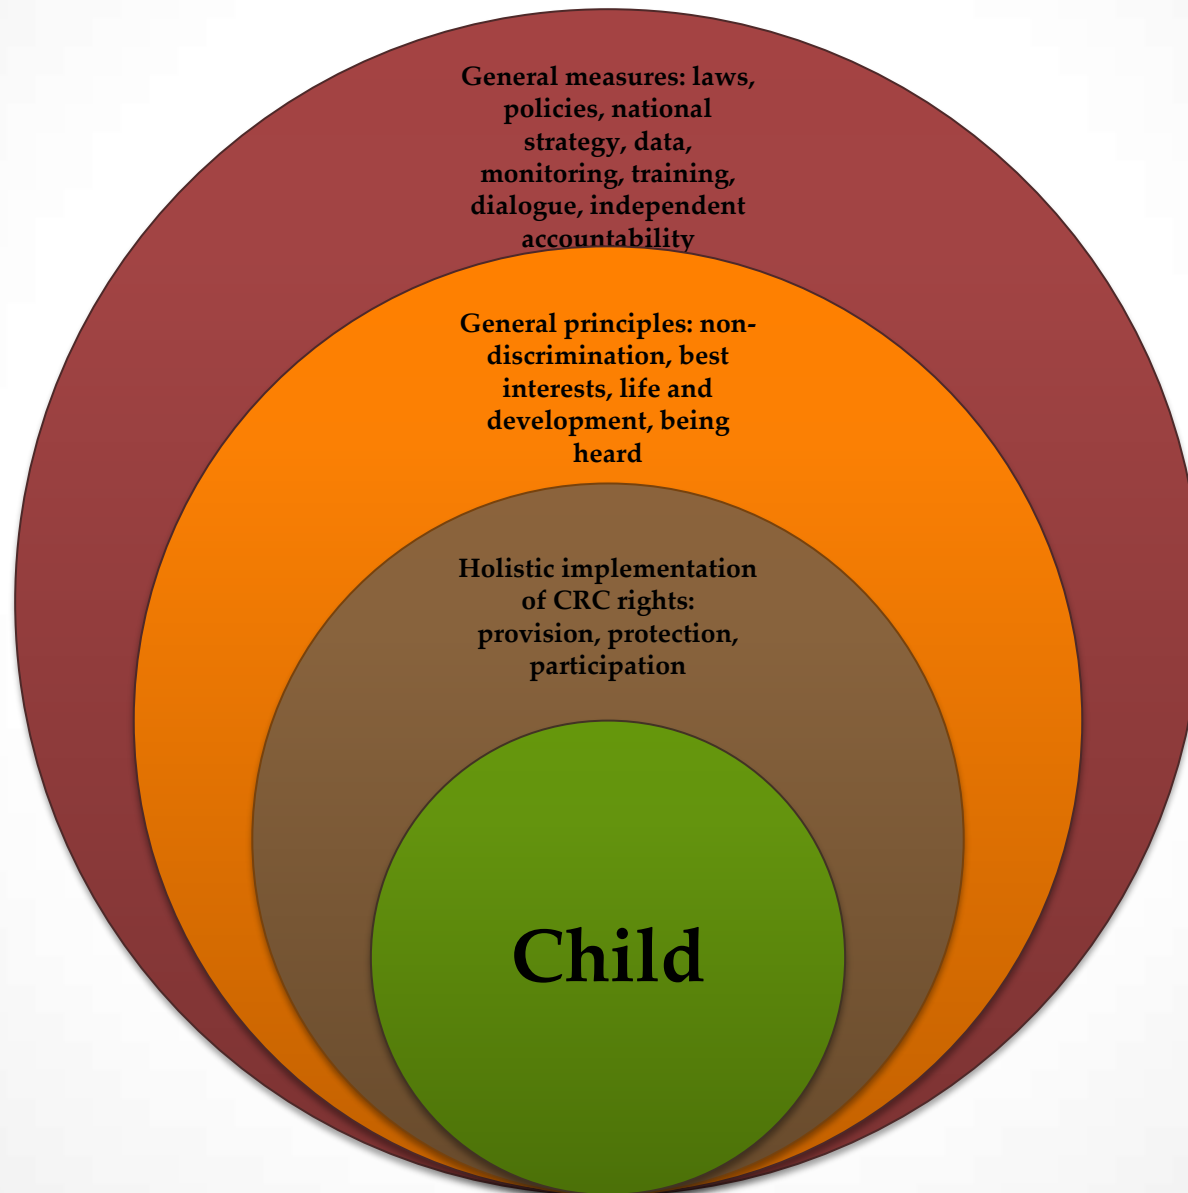 General measures: laws,
policies, national
strategy, data,
monitoring, training,
dialogue, independent
accountability
General principles: non-
discrimination, best
interests, life and
development, being
heard
Holistic implementation
of CRC rights:
provision, protection,
participation
Child